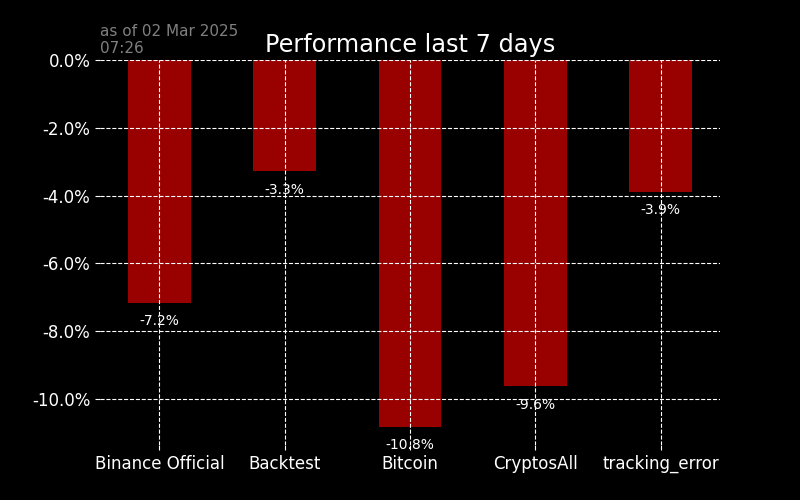 as of 02 Mar 2025
07:26
Performance last 7 days
0.0%
-2.0%
-4.0%
-6.0%
-8.0%
-10.0%
-7.2%
-3.3%
-10.8%
-9.6%
-3.9%
Binance Official
Backtest
Bitcoin
CryptosAll
tracking_error